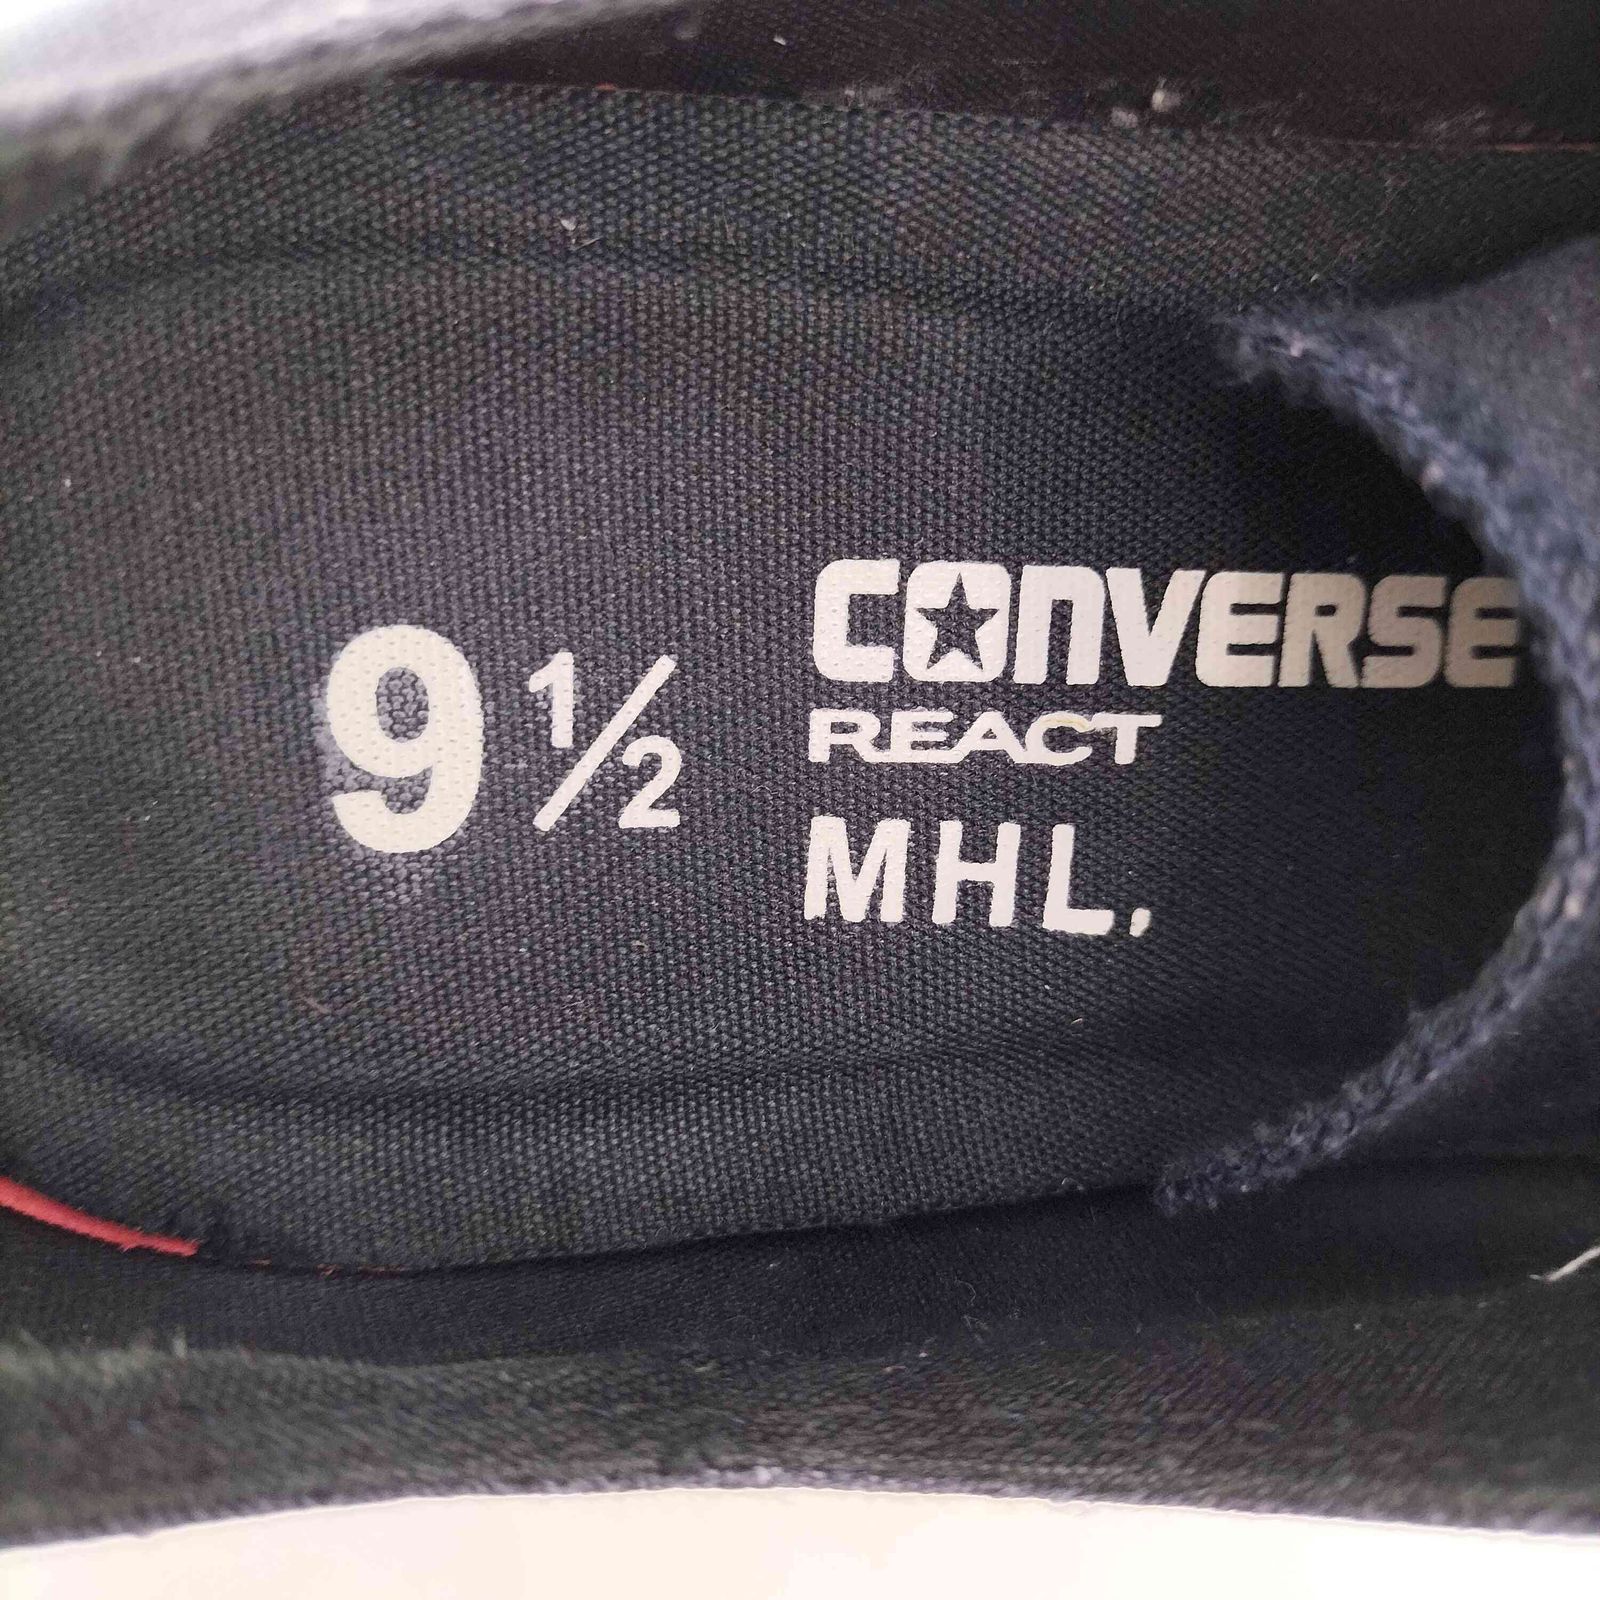 9 1/2
CONVERSE
REACT
MHL.